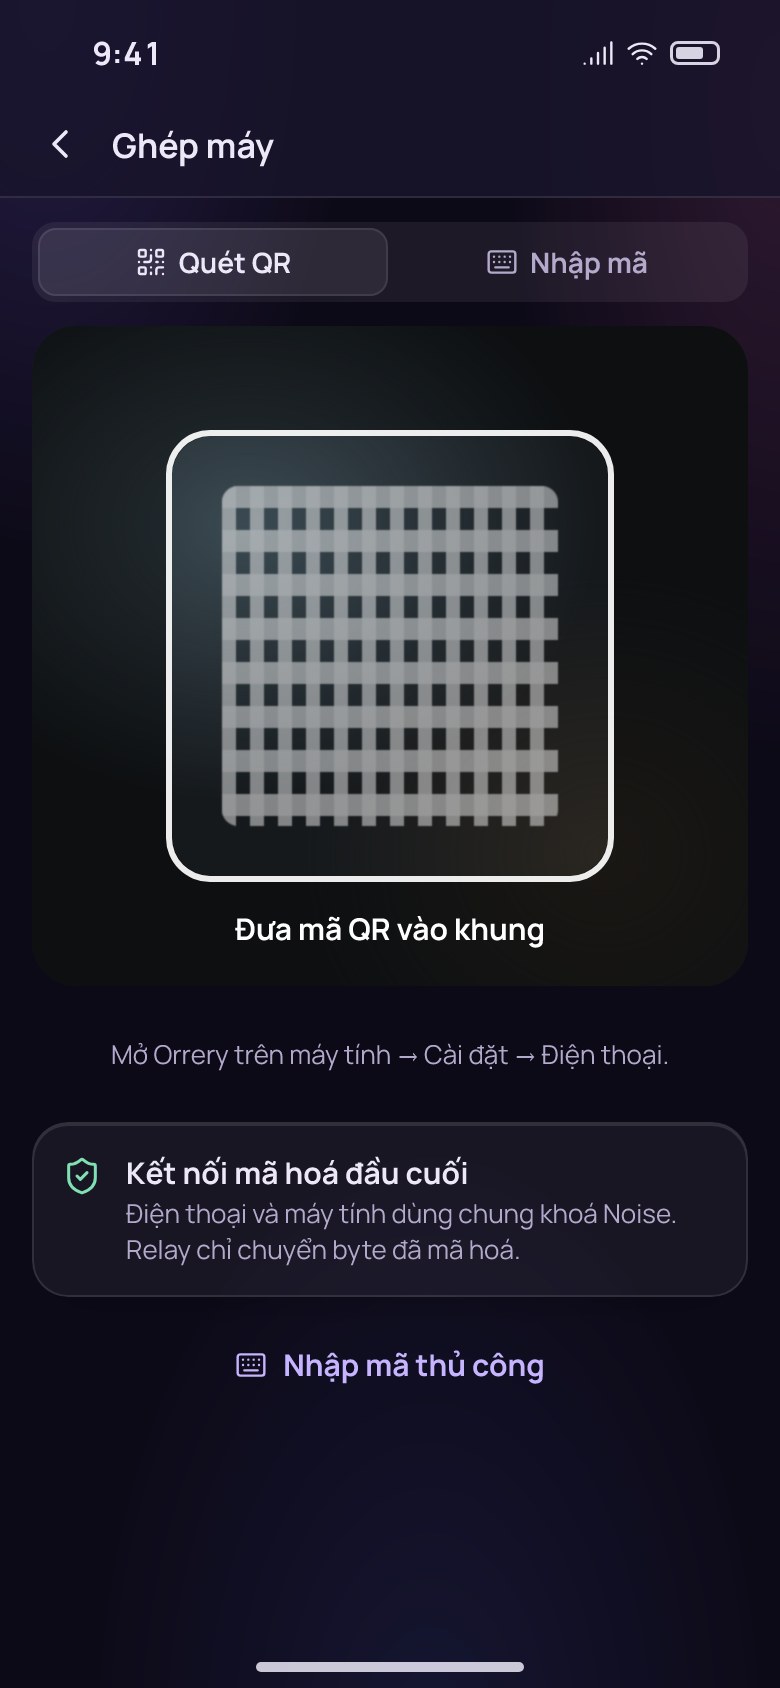 9:41
Ghép máy
Quét QR
Nhập mã
Đưa mã QR vào khung
Mở Orrery trên máy tính → Cài đặt → Điện thoại.
Kết nối mã hoá đầu cuối
Điện thoại và máy tính dùng chung khoá Noise.
Relay chỉ chuyển byte đã mã hoá.
Nhập mã thủ công